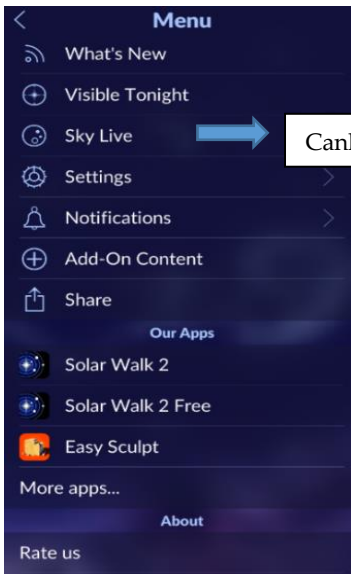 Menu
What's New
Visible Tonight
Sky Live
Settings
Notifications
Add-On Content
Share
Our Apps
Solar Walk 2
Solar Walk 2 Free
Easy Sculpt
More apps...
About
Rate us